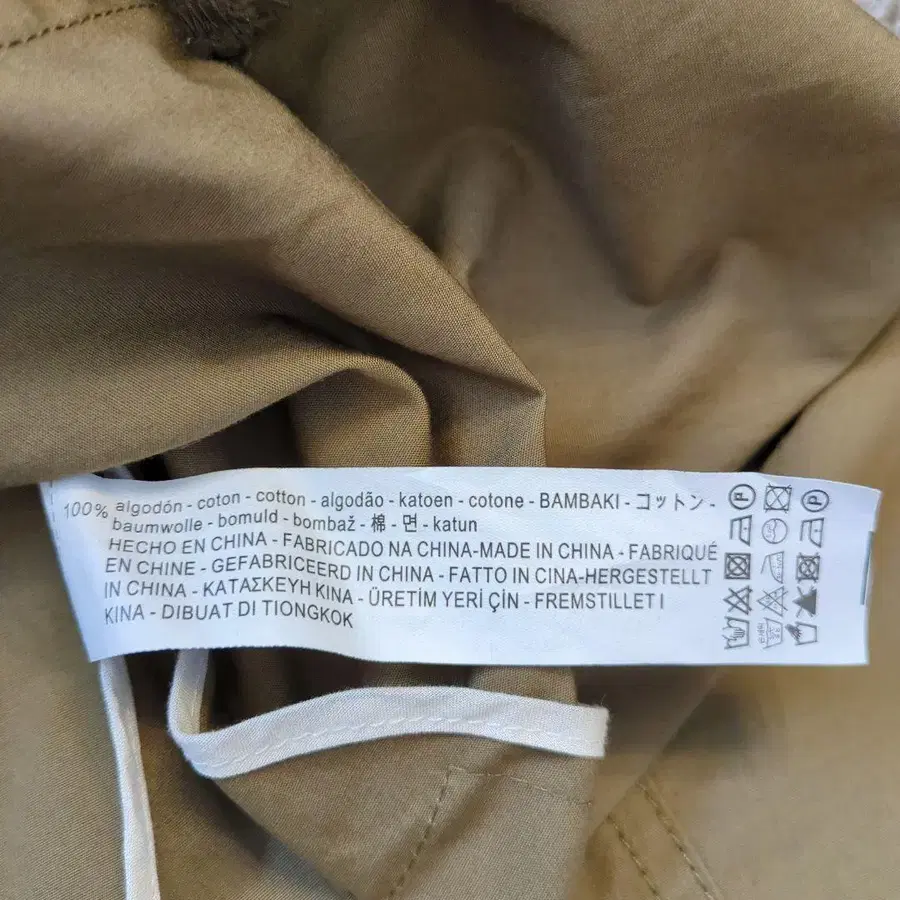 100% algodón - coton - cotton - algodão - katoen - cotone - BAMBAKI - コットン -
baumwolle - bomuld - bombaž - 棉 - 면 - katun
HECHO EN CHINA - FABRICADO NA CHINA-MADE IN CHINA - FABRIQUÉ
EN CHINE - GEFABRICEERD IN CHINA - FATTO IN CINA-HERGESTELLT
IN CHINA - ΚΑΤΑΣΚΕΥΗ ΚΙΝΑ - ÜRETİM YERİ ÇİN - FREMSTILLET I
KINA - DIBUAT DI TIONGKOK
P
P